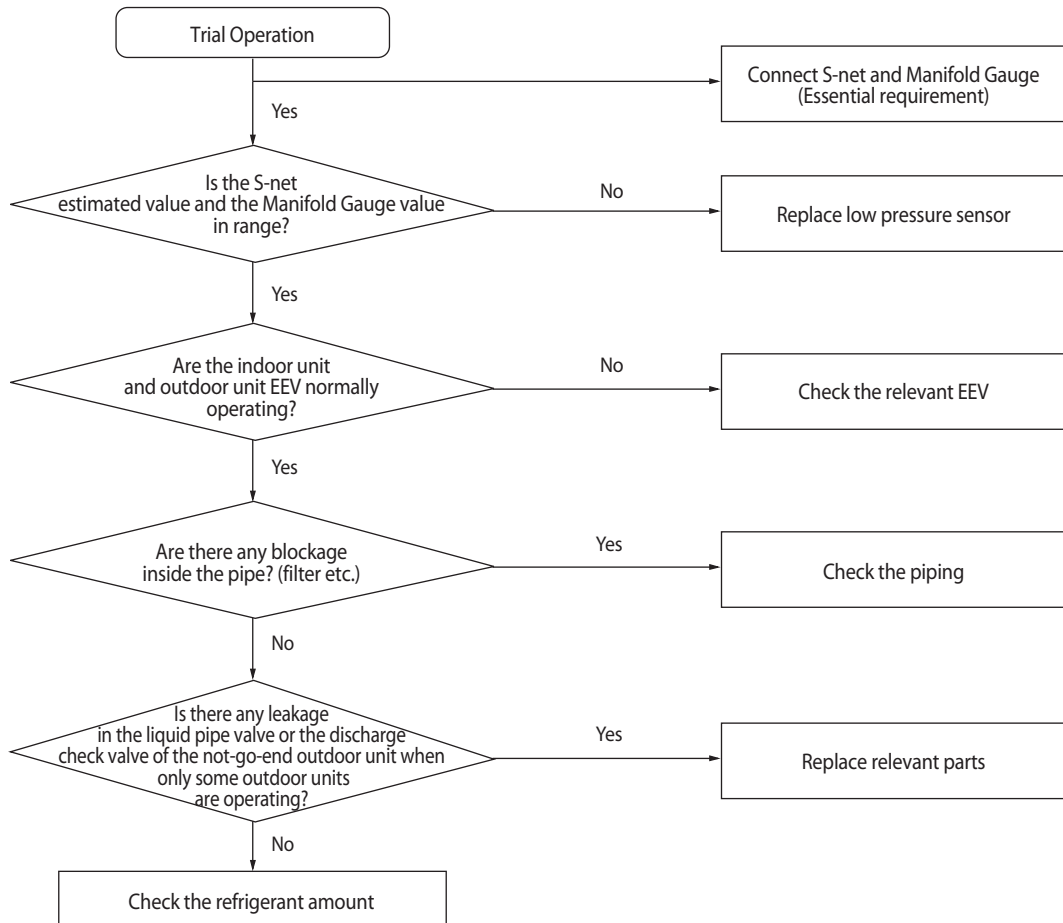 Trial Operation
Connect S-net and Manifold Gauge
(Essential requirement)
Yes
Is the S-net
estimated value and the Manifold Gauge value
in range?
No
Replace low pressure sensor
Yes
Are the indoor unit
and outdoor unit EEV normally
operating?
No
Check the relevant EEV
Yes
Are there any blockage
inside the pipe? (filter etc.)
Yes
Check the piping
No
Is there any leakage
in the liquid pipe valve or the discharge
check valve of the not-go-end outdoor unit when
only some outdoor units
are operating?
Yes
Replace relevant parts
No
Check the refrigerant amount